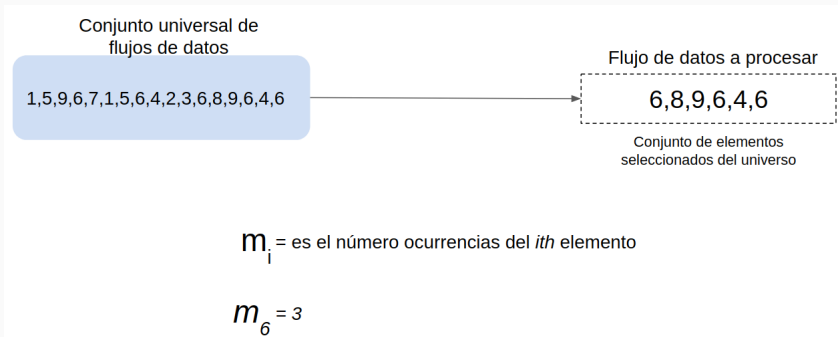 Conjunto universal de
flujos de datos
1,5,9,6,7,1,5,6,4,2,3,6,8,9,6,4,6
Flujo de datos a procesar
6,8,9,6,4,6
Conjunto de elementos
seleccionados del universo
mi = es el número ocurrencias del ith elemento
m6 = 3